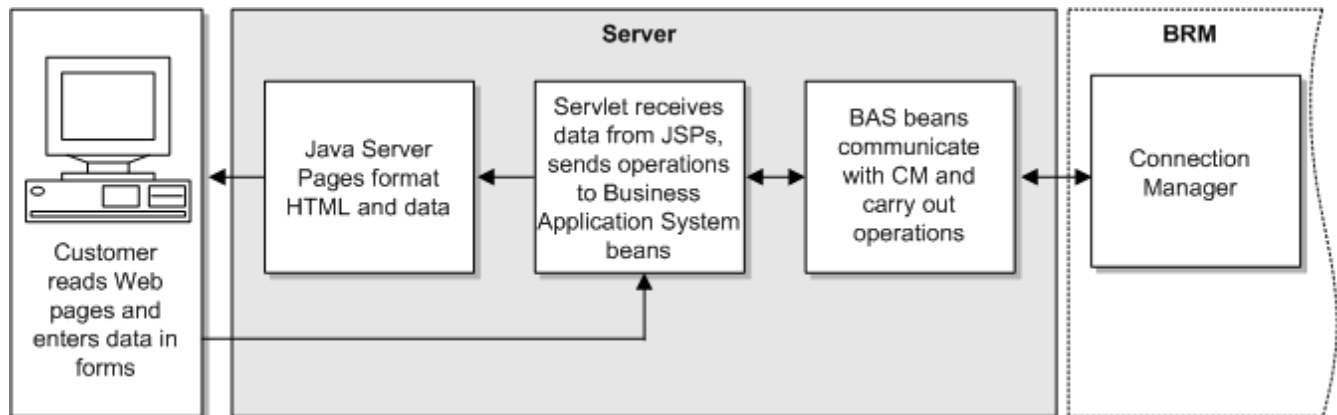 Server
BRM
Customer
reads Web
pages and
enters data in
forms
Java Server
Pages format
HTML and data
Servlet receives
data from JSPs,
sends operations
to Business
Application System
beans
BAS beans
communicate
with CM and
carry out
operations
Connection
Manager